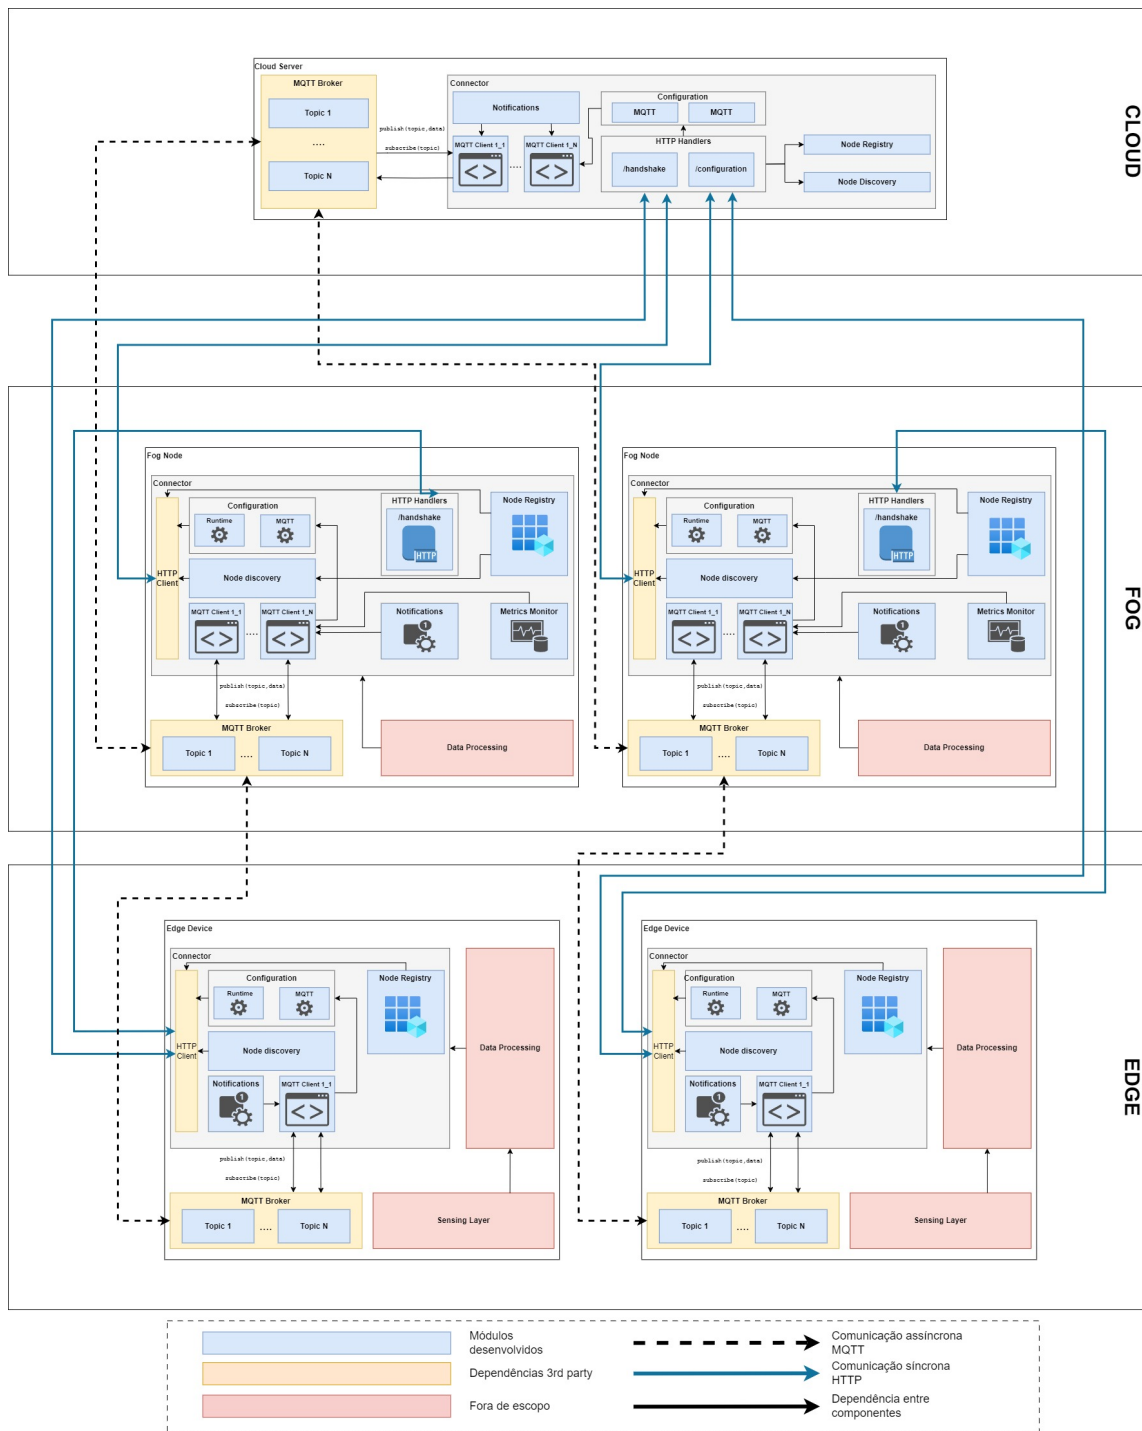 CLOUD
Cloud Server
MQTT Broker
Topic 1
....
Topic N
publish(topic,data)
subscribe(topic)
Connector
Notifications
MQTT Client 1_1
....
MQTT Client 1_N
Configuration
MQTT
MQTT
HTTP Handlers
/handshake
/configuration
Node Registry
Node Discovery
FOG
Fog Node
Connector
HTTP
Client
Configuration
Runtime
MQTT
HTTP Handlers
/handshake
HTTP
Node Registry
Node discovery
MQTT Client 1_1
....
MQTT Client 1_N
Notifications
1
Metrics Monitor
publish(topic,data)
subscribe(topic)
MQTT Broker
Topic 1
....
Topic N
Data Processing
Fog Node
Connector
HTTP
Client
Configuration
Runtime
MQTT
HTTP Handlers
/handshake
HTTP
Node Registry
Node discovery
MQTT Client 1_1
....
MQTT Client 1_N
Notifications
1
Metrics Monitor
publish(topic,data)
subscribe(topic)
MQTT Broker
Topic 1
....
Topic N
Data Processing
EDGE
Edge Device
Connector
HTTP
Client
Configuration
Runtime
MQTT
Node Registry
Node discovery
Notifications
1
MQTT Client 1_1
Data Processing
publish(topic,data)
subscribe(topic)
MQTT Broker
Topic 1
....
Topic N
Sensing Layer
Edge Device
Connector
HTTP
Client
Configuration
Runtime
MQTT
Node Registry
Node discovery
Notifications
1
MQTT Client 1_1
Data Processing
publish(topic,data)
subscribe(topic)
MQTT Broker
Topic 1
....
Topic N
Sensing Layer
Módulos
desenvolvidos
Dependências 3rd party
Fora de escopo
Comunicação assíncrona
MQTT
Comunicação síncrona
HTTP
Dependência entre
componentes